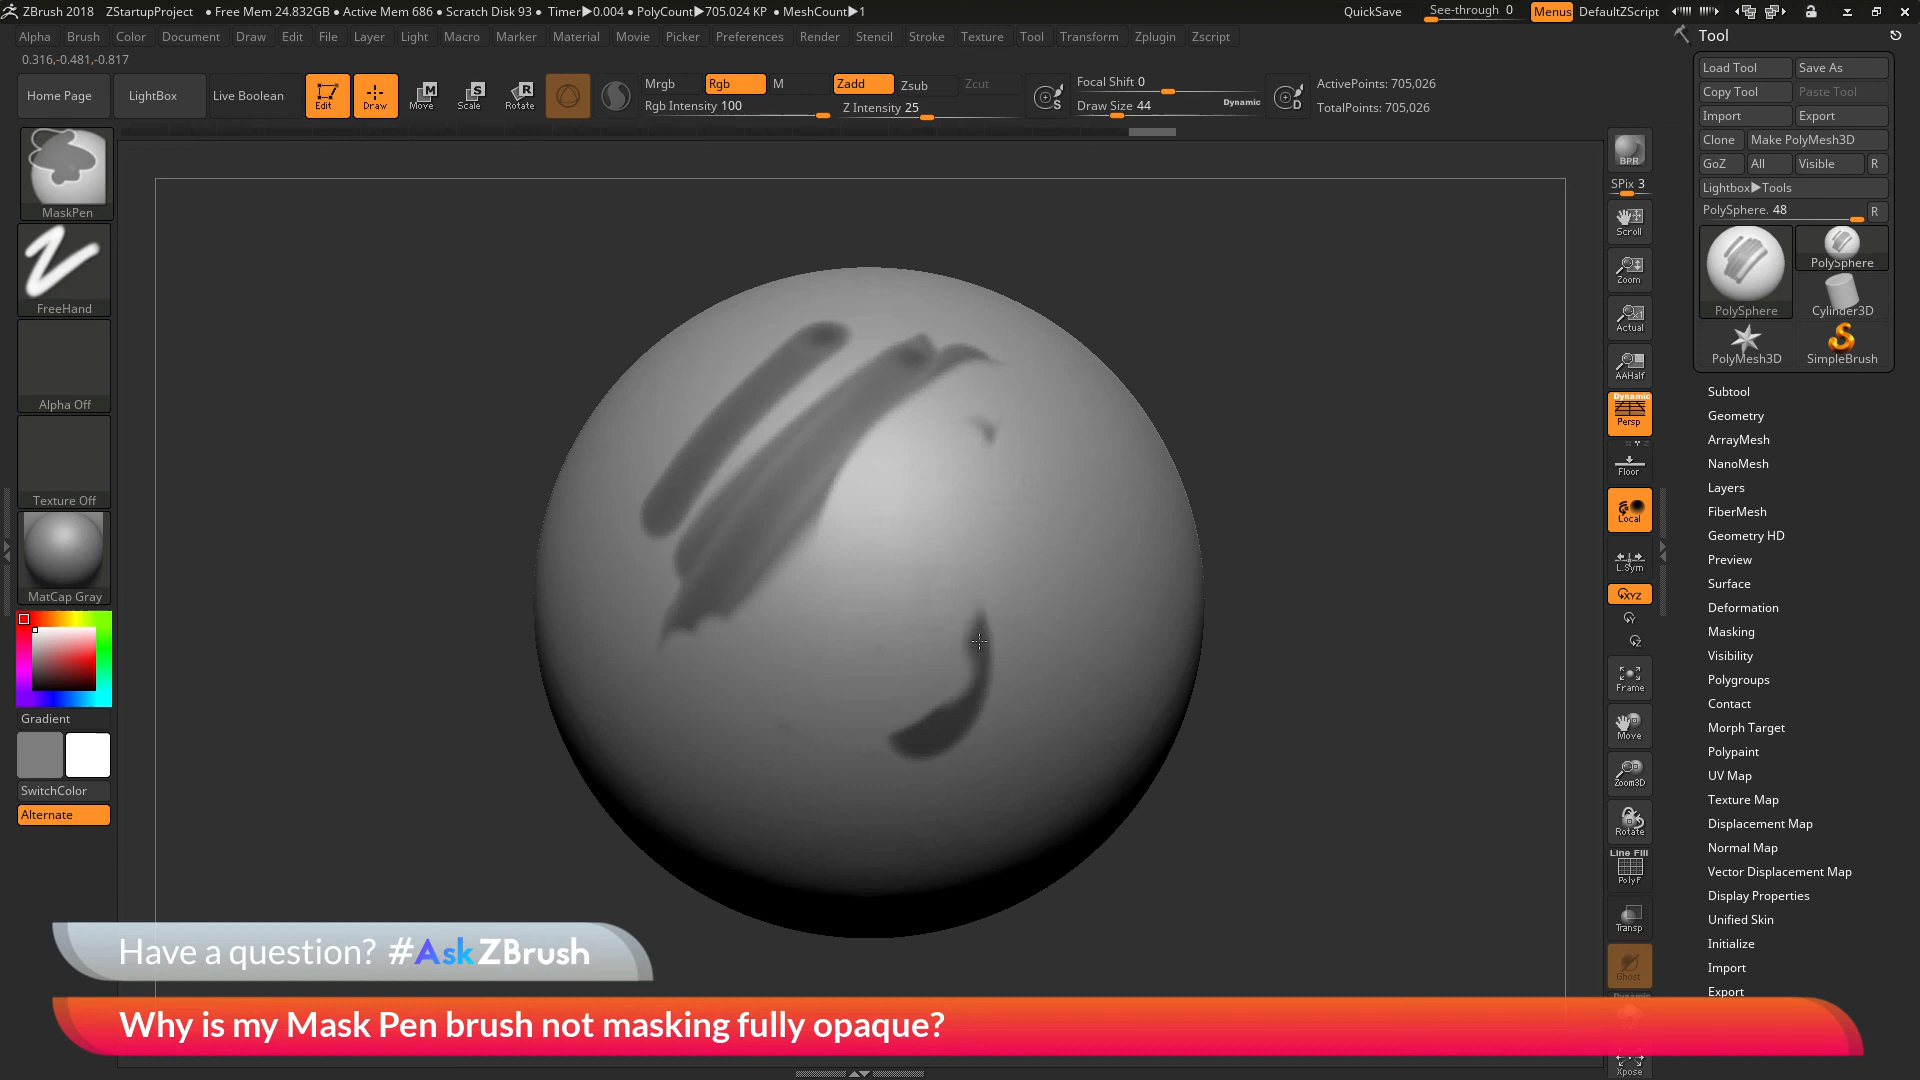 ZBrush 2018 ZStartupProject • Free Mem 24.832GB • Active Mem 686 • Scratch Disk 93 • Timer▶0.004 • PolyCount▶705.024 KP • MeshCount▶1 QuickSave See-through 0 Menus DefaultZScript
Alpha Brush Color Document Draw Edit File Layer Light Macro Marker Material Movie Picker Preferences Render Stencil Stroke Texture Tool Transform Zplugin Zscript
0.316,-0.481,-0.817
Home Page LightBox Live Boolean Edit Draw Move Scale Rotate
Mrgb Rgb M Zadd Zsub Zcut
Rgb Intensity 100 Z Intensity 25
Focal Shift 0
Draw Size 44 Dynamic
ActivePoints: 705,026
TotalPoints: 705,026
MaskPen
FreeHand
Alpha Off
Texture Off
MatCap Gray
Gradient
SwitchColor
Alternate
BPR
SPix 3
Scroll
Zoom
Actual
AAHalf
Dynamic
Persp
Floor
Local
L.Sym
XYZ
Y
Z
Frame
Move
Zoom3D
Rotate
Line Fill
PolyF
Transp
Ghost
Dynamic
Xpose
Tool
Load Tool Save As
Copy Tool Paste Tool
Import Export
Clone Make PolyMesh3D
GoZ All Visible R
Lightbox▶Tools
PolySphere. 48 R
PolySphere PolySphere
Cylinder3D
PolyMesh3D SimpleBrush
Subtool
Geometry
ArrayMesh
NanoMesh
Layers
FiberMesh
Geometry HD
Preview
Surface
Deformation
Masking
Visibility
Polygroups
Contact
Morph Target
Polypaint
UV Map
Texture Map
Displacement Map
Normal Map
Vector Displacement Map
Display Properties
Unified Skin
Initialize
Import
Export
Have a question? #AskZBrush
Why is my Mask Pen brush not masking fully opaque?